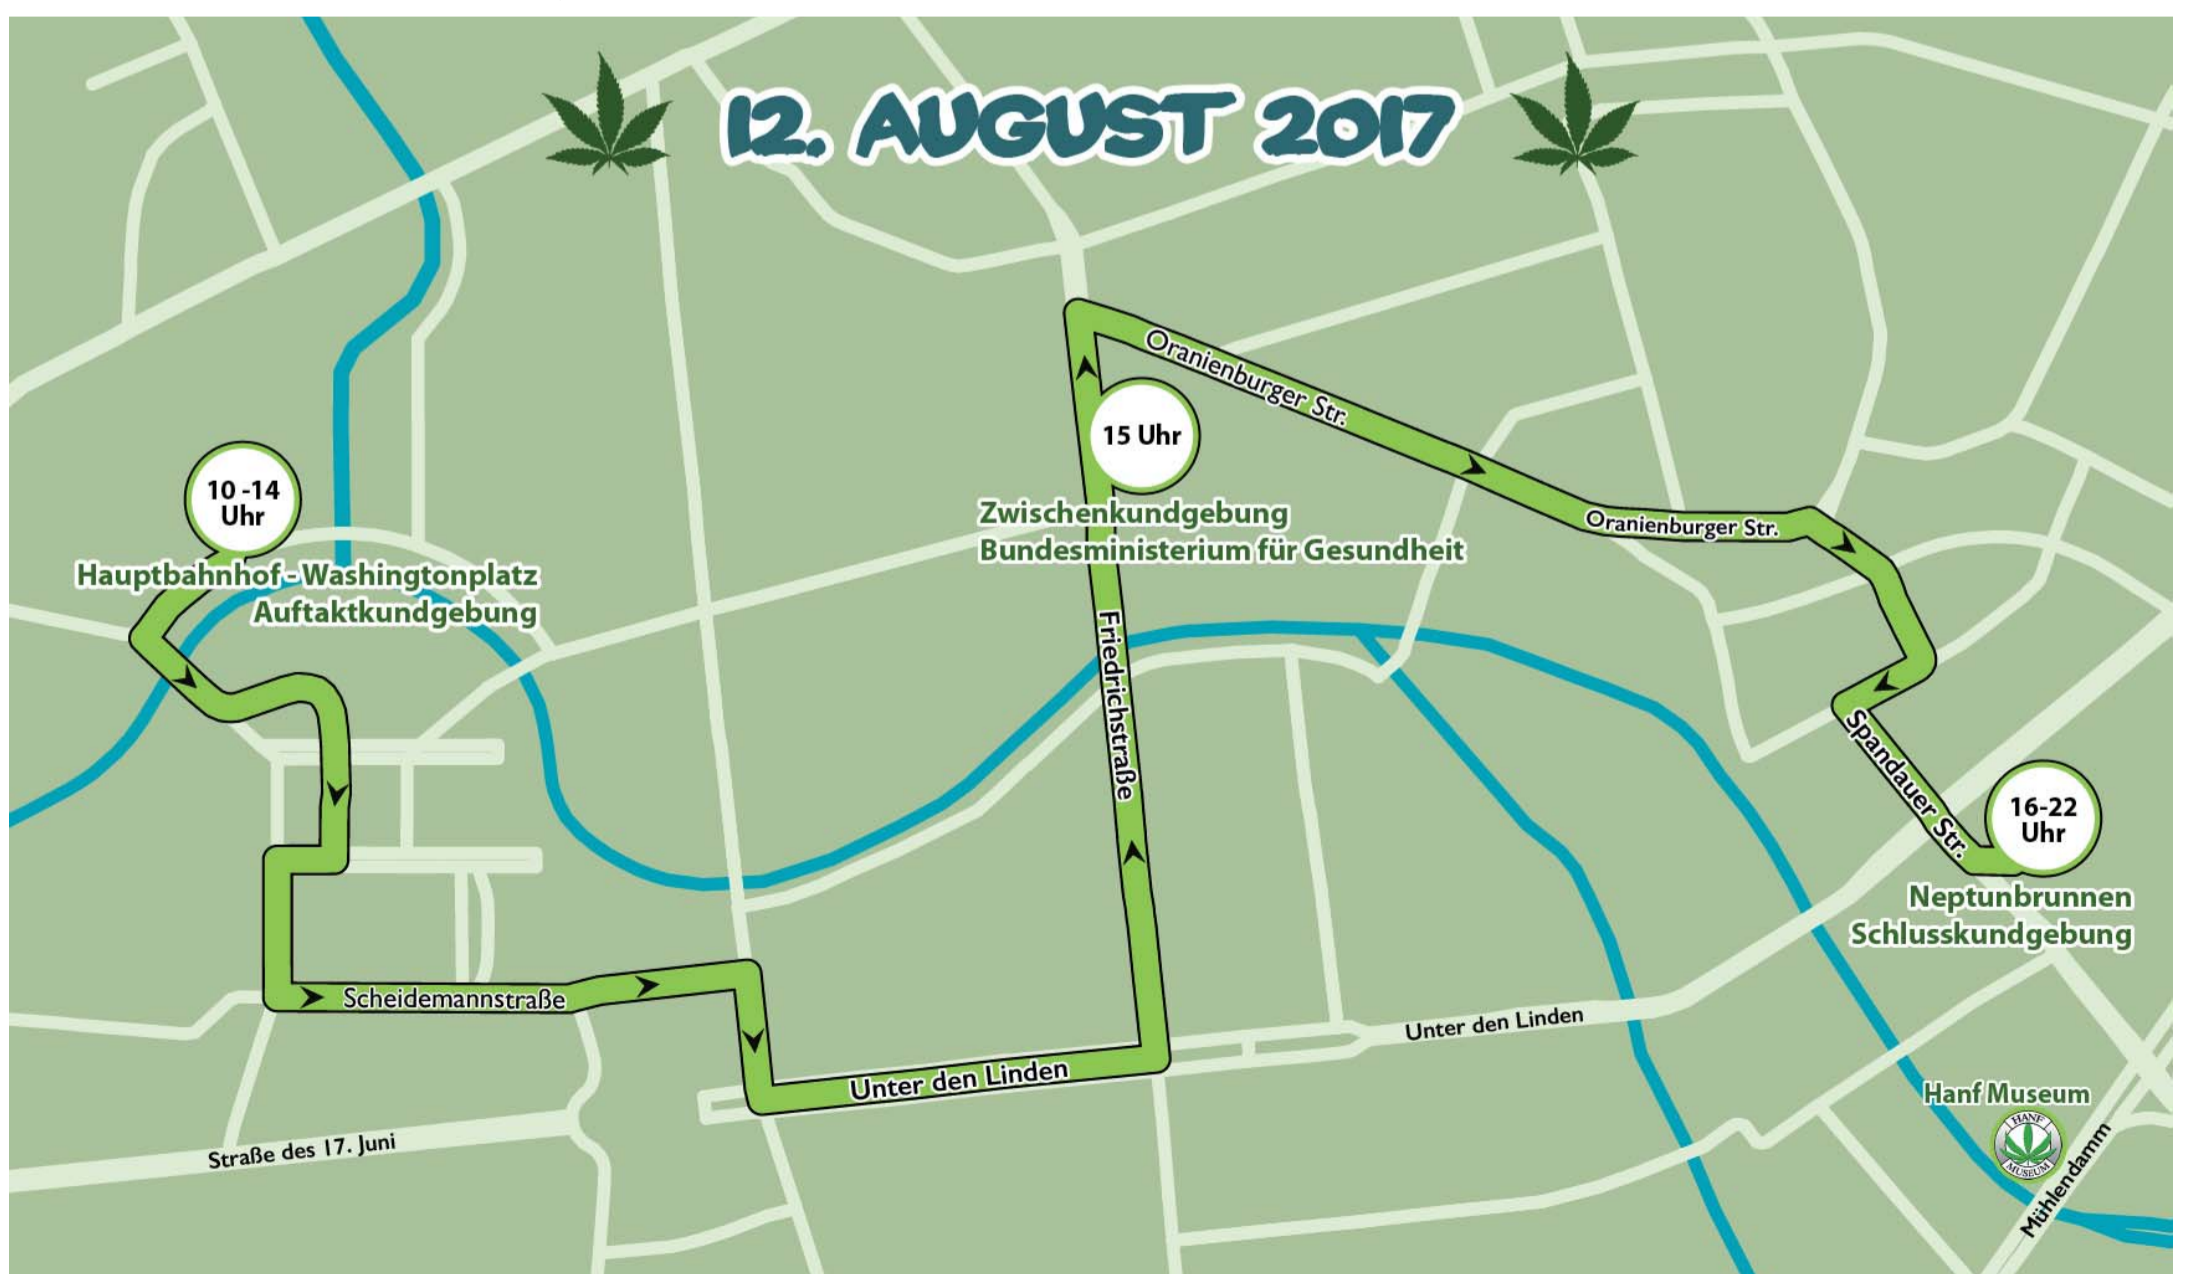 12. AUGUST 2017
Oranienburger Str.
15 Uhr
10 -14
Uhr
Zwischenkundgebung
Bundesministerium für Gesundheit
Oranienburger Str.
Hauptbahnhof - Washingtonplatz
Auftaktkundgebung
Friedrichstraße
Spandauer Str.
16-22
Uhr
Neptunbrunnen
Schlusskundgebung
Scheidemannstraße
Unter den Linden
Unter den Linden
Hanf Museum
HANF
MUSEUM
Straße des 17. Juni
Mühlendamm